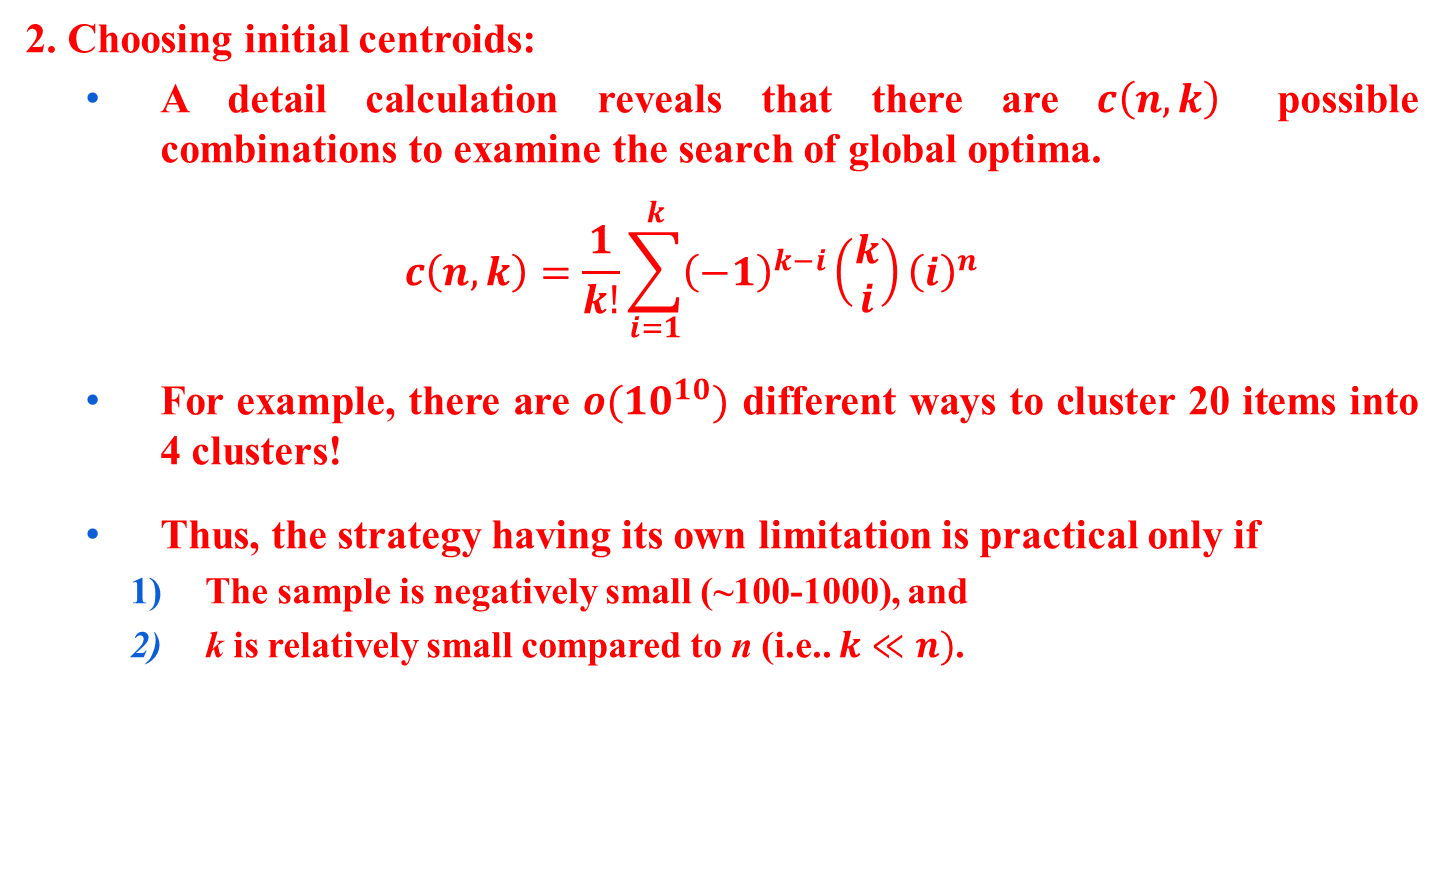 2. Choosing initial centroids:
• A detail calculation reveals that there are c(n, k) possible
combinations to examine the search of global optima.
c(n, k) = \frac{1}{k!} \sum_{i=1}^{k} (-1)^{k-i} \binom{k}{i} (i)^n
• For example, there are o(10^{10}) different ways to cluster 20 items into
4 clusters!
• Thus, the strategy having its own limitation is practical only if
1) The sample is negatively small (~100-1000), and
2) k is relatively small compared to n (i.e.. k ≪ n).